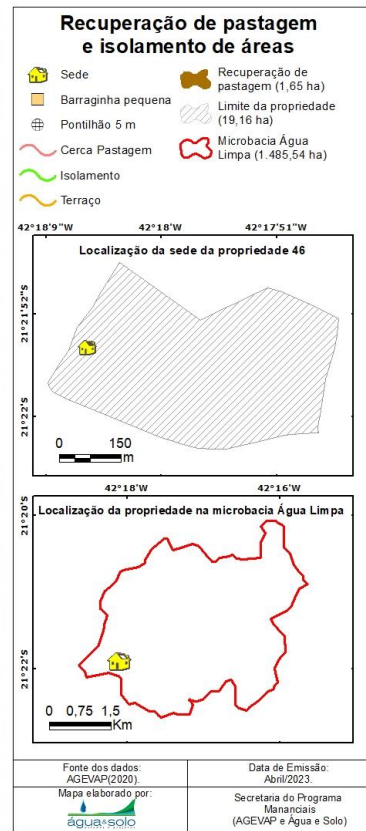 Recuperação de pastagem
e isolamento de áreas
Sede
Barraginha pequena
Pontilhão 5 m
Cerca Pastagem
Isolamento
Terraço
Recuperação de
pastagem (1,65 ha)
Limite da propriedade
(19,16 ha)
Microbacia Água
Limpa (1.485,54 ha)
42°18'9"W 42°18'W 42°17'51"W
Localização da sede da propriedade 46
21°21'52"S
21°22'S
0 150
m
42°18'W 42°16'W
Localização da propriedade na microbacia Água Limpa
21°20'S
21°22'S
0 0,75 1,5
Km
Fonte dos dados:
AGEVAP(2020).
Data de Emissão:
Abril/2023.
Mapa elaborado por:
água&solo
Secretaria do Programa
Mananciais
(AGEVAP e Água e Solo)